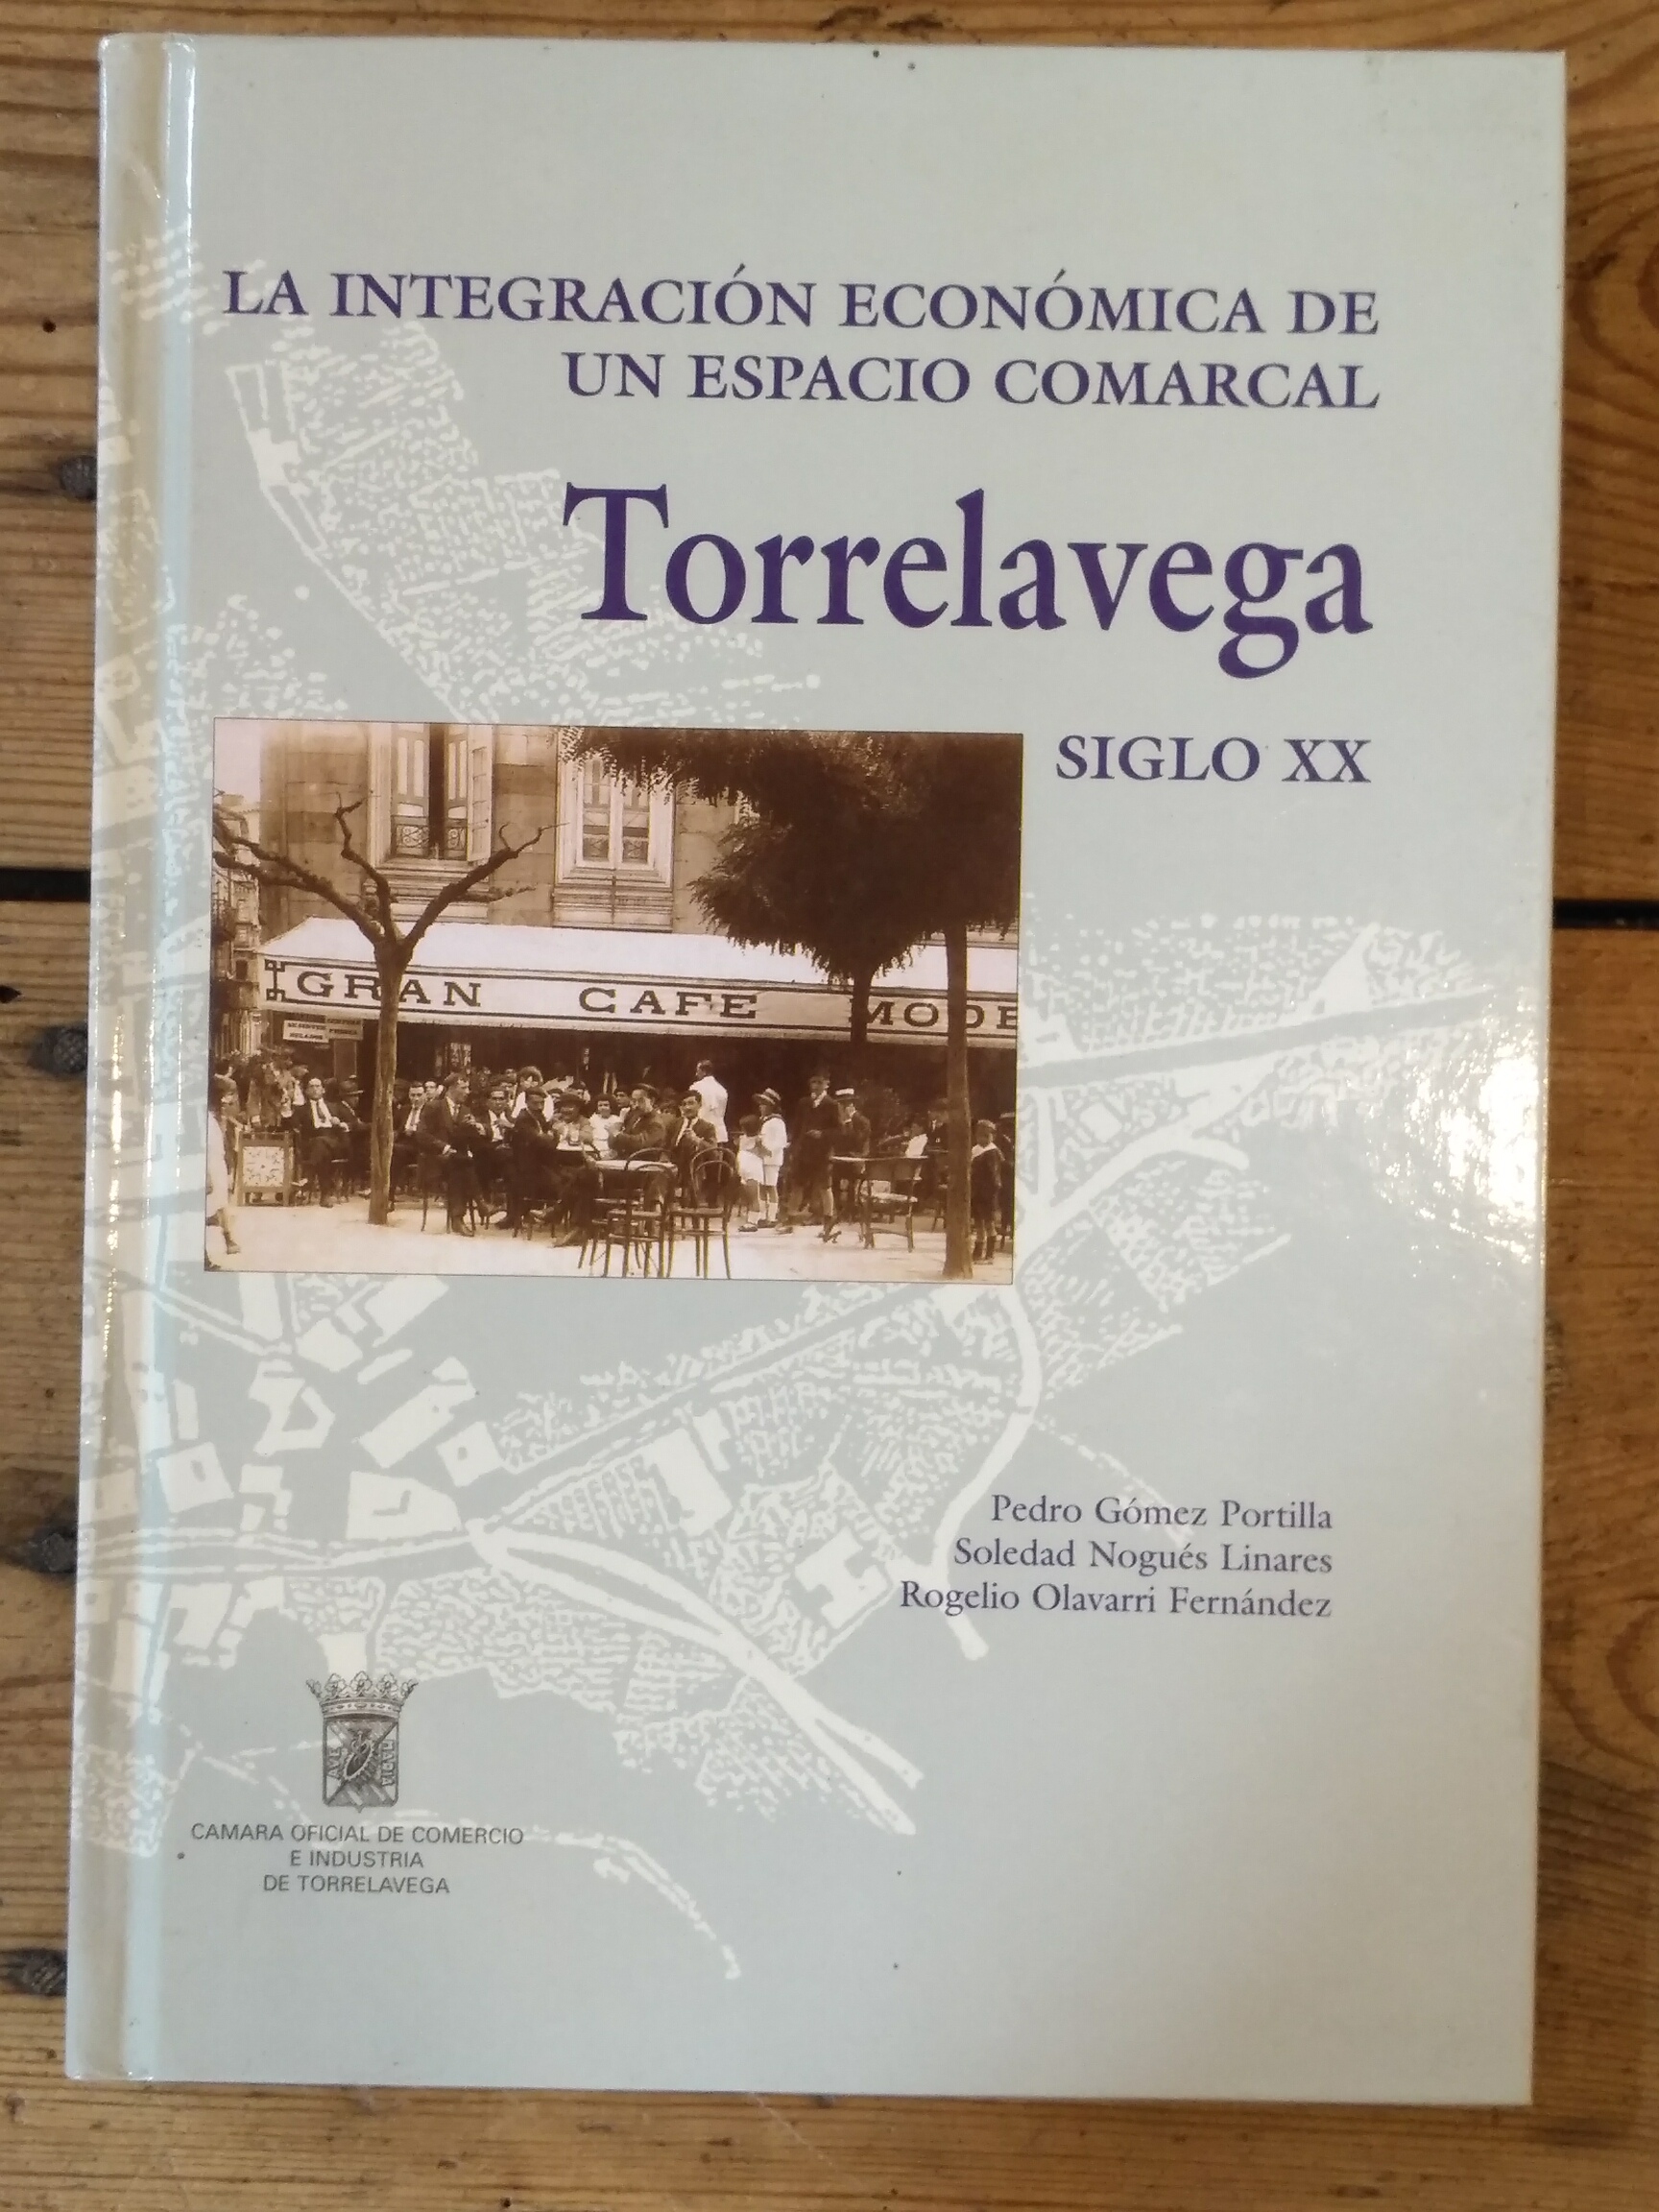 LA INTEGRACIÓN ECONÓMICA DE
UN ESPACIO COMARCAL
Torrelavega
SIGLO XX
GRAN CAFE MODE
Pedro Gómez Portilla
Soledad Nogués Linares
Rogelio Olavarri Fernández
CAMARA OFICIAL DE COMERCIO
E INDUSTRIA
DE TORRELAVEGA